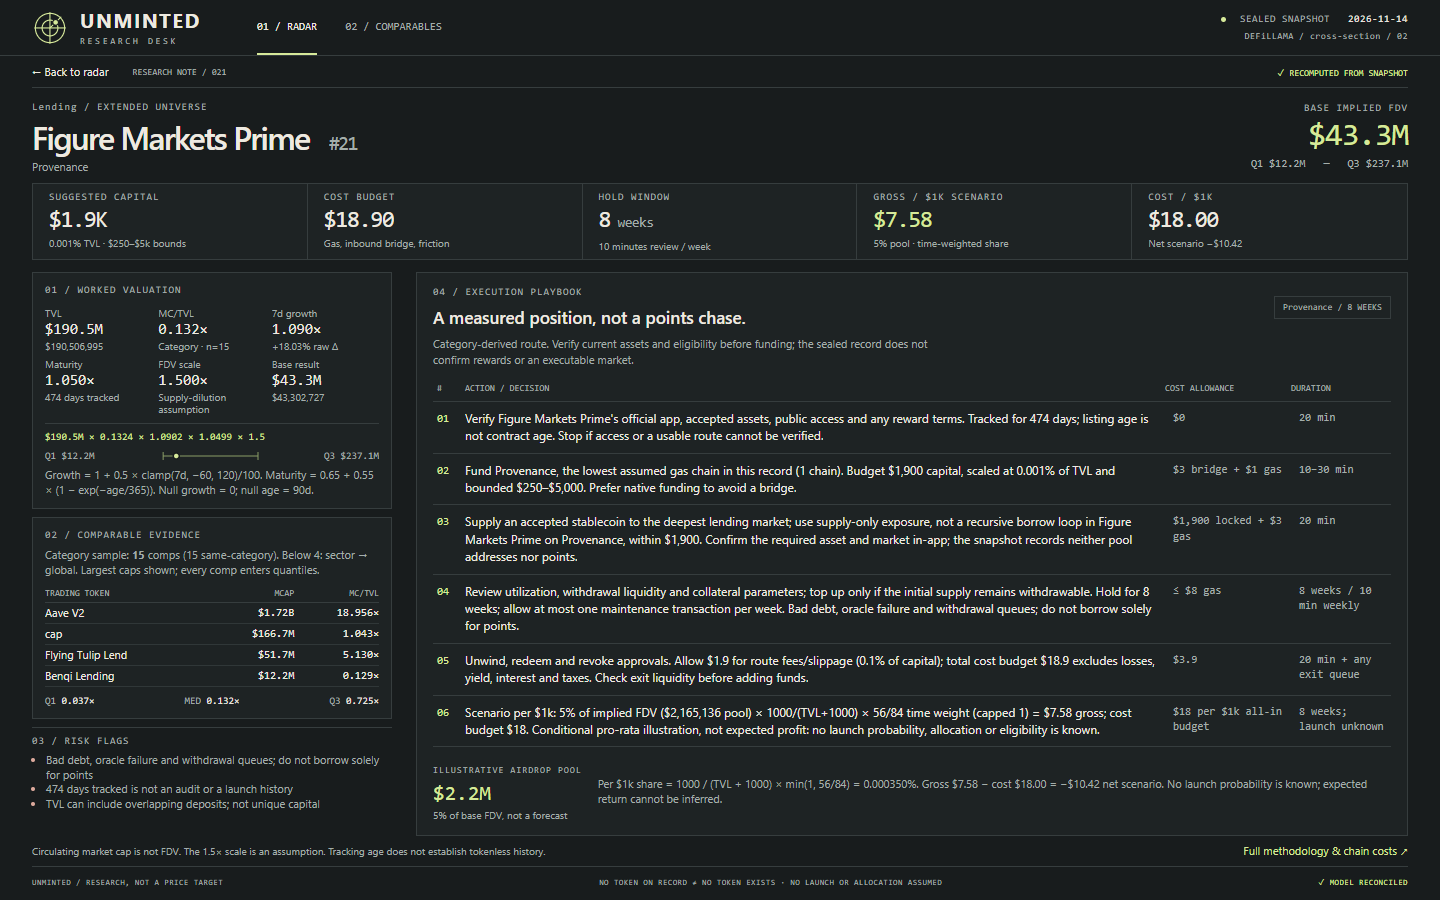 UNMINTED
RESEARCH DESK
01 / RADAR
02 / COMPARABLES
SEALED SNAPSHOT 2026-11-14
DEFiLLAMA / cross-section / 02
← Back to radar
RESEARCH NOTE / 021
✓ RECOMPUTED FROM SNAPSHOT
Lending / EXTENDED UNIVERSE
Figure Markets Prime #21
Provenance
BASE IMPLIED FDV
$43.3M
Q1 $12.2M — Q3 $237.1M
SUGGESTED CAPITAL
$1.9K
0.001% TVL · $250–$5k bounds
COST BUDGET
$18.90
Gas, inbound bridge, friction
HOLD WINDOW
8 weeks
10 minutes review / week
GROSS / $1K SCENARIO
$7.58
5% pool · time-weighted share
COST / $1K
$18.00
Net scenario −$10.42
01 / WORKED VALUATION
TVL
$190.5M
$190,506,995
MC/TVL
0.132×
Category · n=15
7d growth
1.090×
+18.03% raw Δ
Maturity
1.050×
474 days tracked
FDV scale
1.500×
Supply-dilution
assumption
Base result
$43.3M
$43,302,727
$190.5M × 0.1324 × 1.0902 × 1.0499 × 1.5
Q1 $12.2M
Q3 $237.1M
Growth = 1 + 0.5 × clamp(7d, −60, 120)/100. Maturity = 0.65 + 0.55
× (1 − exp(−age/365)). Null growth = 0; null age = 90d.
02 / COMPARABLE EVIDENCE
Category sample: 15 comps (15 same-category). Below 4: sector →
global. Largest caps shown; every comp enters quantiles.
TRADING TOKEN MCAP MC/TVL
Aave V2 $1.72B 18.956×
cap $166.7M 1.043×
Flying Tulip Lend $51.7M 5.130×
Benqi Lending $12.2M 0.129×
Q1 0.037× MED 0.132× Q3 0.725×
03 / RISK FLAGS
• Bad debt, oracle failure and withdrawal queues; do not borrow solely
for points
• 474 days tracked is not an audit or a launch history
• TVL can include overlapping deposits; not unique capital
04 / EXECUTION PLAYBOOK
A measured position, not a points chase.
Provenance / 8 WEEKS
Category-derived route. Verify current assets and eligibility before funding; the sealed record does not
confirm rewards or an executable market.
# ACTION / DECISION COST ALLOWANCE DURATION
01 Verify Figure Markets Prime's official app, accepted assets, public access and any reward terms. Tracked for 474 days; listing age is
not contract age. Stop if access or a usable route cannot be verified.
$0
20 min
02 Fund Provenance, the lowest assumed gas chain in this record (1 chain). Budget $1,900 capital, scaled at 0.001% of TVL and
bounded $250–$5,000. Prefer native funding to avoid a bridge.
$3 bridge + $1 gas
10–30 min
03 Supply an accepted stablecoin to the deepest lending market; use supply-only exposure, not a recursive borrow loop in Figure
Markets Prime on Provenance, within $1,900. Confirm the required asset and market in-app; the snapshot records neither pool
addresses nor points.
$1,900 locked + $3
gas
20 min
04 Review utilization, withdrawal liquidity and collateral parameters; top up only if the initial supply remains withdrawable. Hold for 8
weeks; allow at most one maintenance transaction per week. Bad debt, oracle failure and withdrawal queues; do not borrow solely
for points.
≤ $8 gas
8 weeks / 10
min weekly
05 Unwind, redeem and revoke approvals. Allow $1.9 for route fees/slippage (0.1% of capital); total cost budget $18.9 excludes losses,
yield, interest and taxes. Check exit liquidity before adding funds.
$3.9
20 min + any
exit queue
06 Scenario per $1k: 5% of implied FDV ($2,165,136 pool) × 1000/(TVL+1000) × 56/84 time weight (capped 1) = $7.58 gross; cost
budget $18. Conditional pro-rata illustration, not expected profit: no launch probability, allocation or eligibility is known.
$18 per $1k all-in
budget
8 weeks;
launch unknown
ILLUSTRATIVE AIRDROP POOL
$2.2M
5% of base FDV, not a forecast
Per $1k share = 1000 / (TVL + 1000) × min(1, 56/84) = 0.000350%. Gross $7.58 − cost $18.00 = −$10.42 net scenario. No launch probability is known; expected
return cannot be inferred.
Circulating market cap is not FDV. The 1.5× scale is an assumption. Tracking age does not establish tokenless history.
Full methodology & chain costs ↗
UNMINTED / RESEARCH, NOT A PRICE TARGET
NO TOKEN ON RECORD ≠ NO TOKEN EXISTS · NO LAUNCH OR ALLOCATION ASSUMED
✓ MODEL RECONCILED